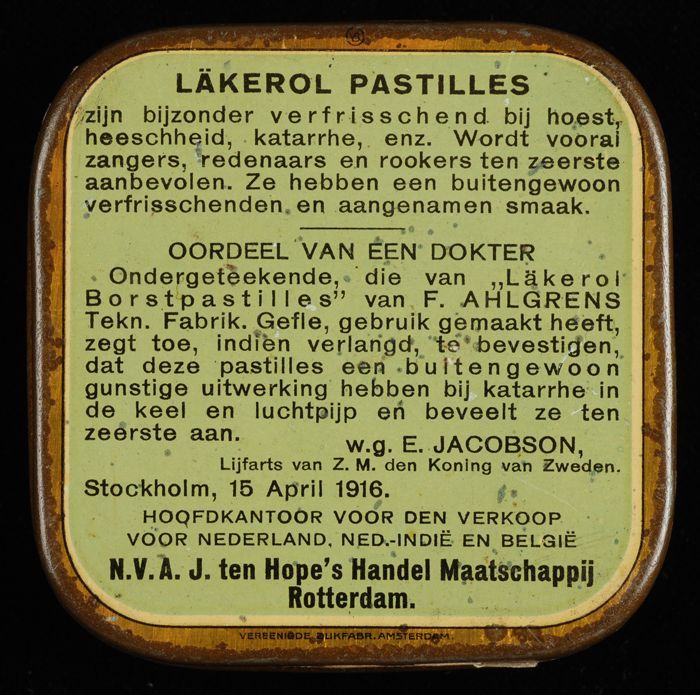 LÄKEROL PASTILLES
zijn bijzonder verfrisschend bij hoest,
heeschheid, katarrhe, enz. Wordt vooral
zangers, redenaars en rookers ten zeerste
aanbevolen. Ze hebben een buitengewoon
verfrisschenden en aangenamen smaak.
OORDEEL VAN EEN DOKTER
Ondergeteekende, die van „Läkerol
Borstpastilles" van F. AHLGRENS
Tekn. Fabrik. Gefle, gebruik gemaakt heeft,
zegt toe, indien verlangd, te bevestigen,
dat deze pastilles een buitengewoon
gunstige uitwerking hebben bij katarrhe in
de keel en luchtpijp en beveelt ze ten
zeerste aan.
w.g. E. JACOBSON,
Lijfarts van Z. M. den Koning van Zweden.
Stockholm, 15 April 1916.
HOOFDKANTOOR VOOR DEN VERKOOP
VOOR NEDERLAND, NED.-INDIË EN BELGIË
N.V. A. J. ten Hope's Handel Maatschappij
Rotterdam.
VEREENIGDE BLIKFABR. AMSTERDAM.